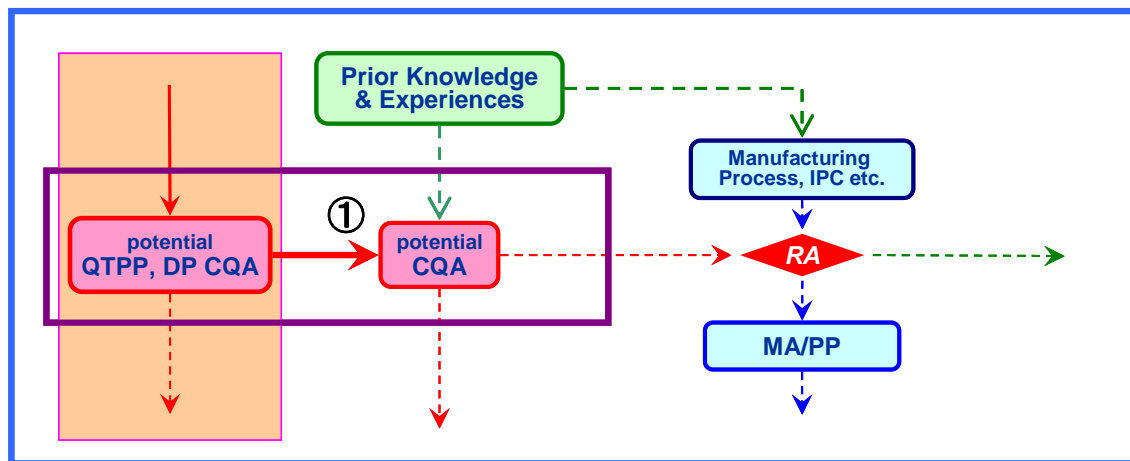 Prior Knowledge
& Experiences
Manufacturing
Process, IPC etc.
①
potential
QTPP, DP CQA
potential
CQA
RA
MA/PP